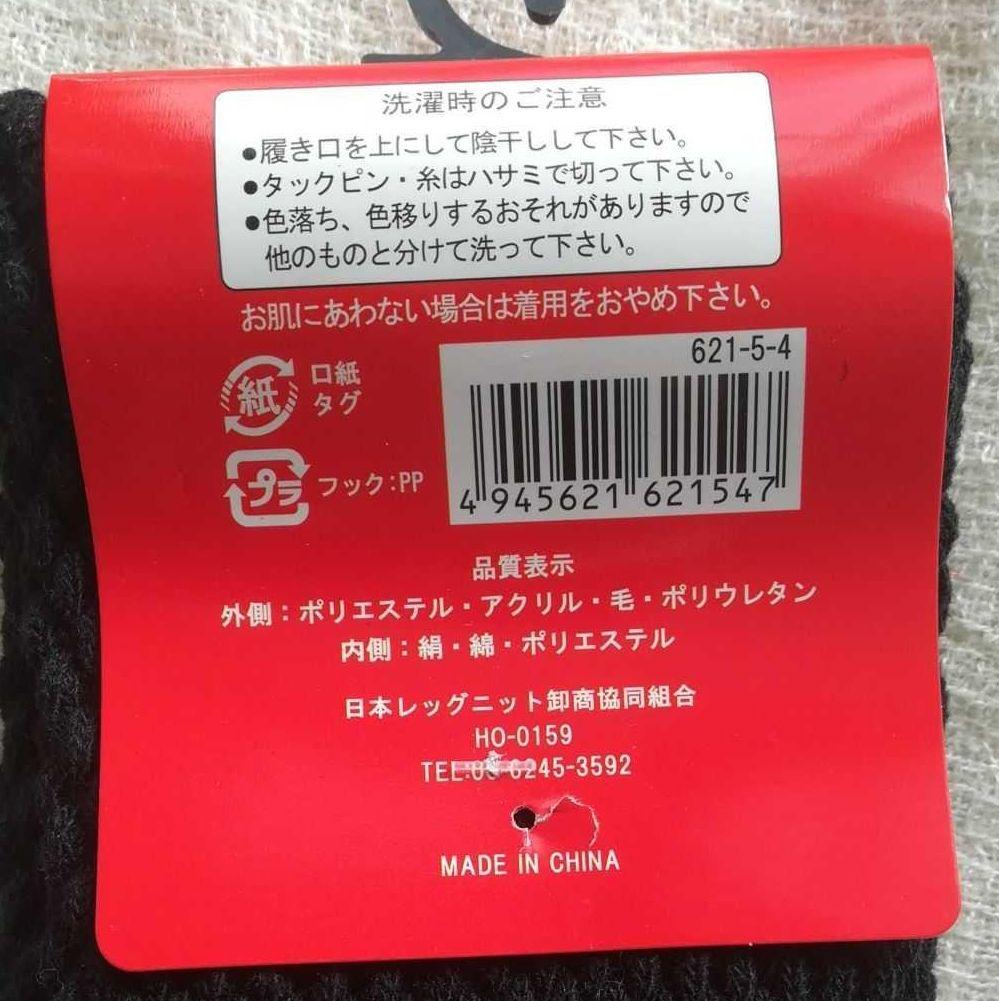 洗濯時のご注意
●履き口を上にして陰干しして下さい。
●タックピン・糸はハサミで切って下さい。
●色落ち、色移りするおそれがありますので
他のものと分けて洗って下さい。
お肌にあわない場合は着用をおやめ下さい。
621-5-4
紙
口紙
タグ
プラ
フック:PP
4 945621 621547
品質表示
外側:ポリエステル・アクリル・毛・ポリウレタン
内側:絹・綿・ポリエステル
日本レッグニット卸商協同組合
HO-0159
TEL:03-6245-3592
MADE IN CHINA